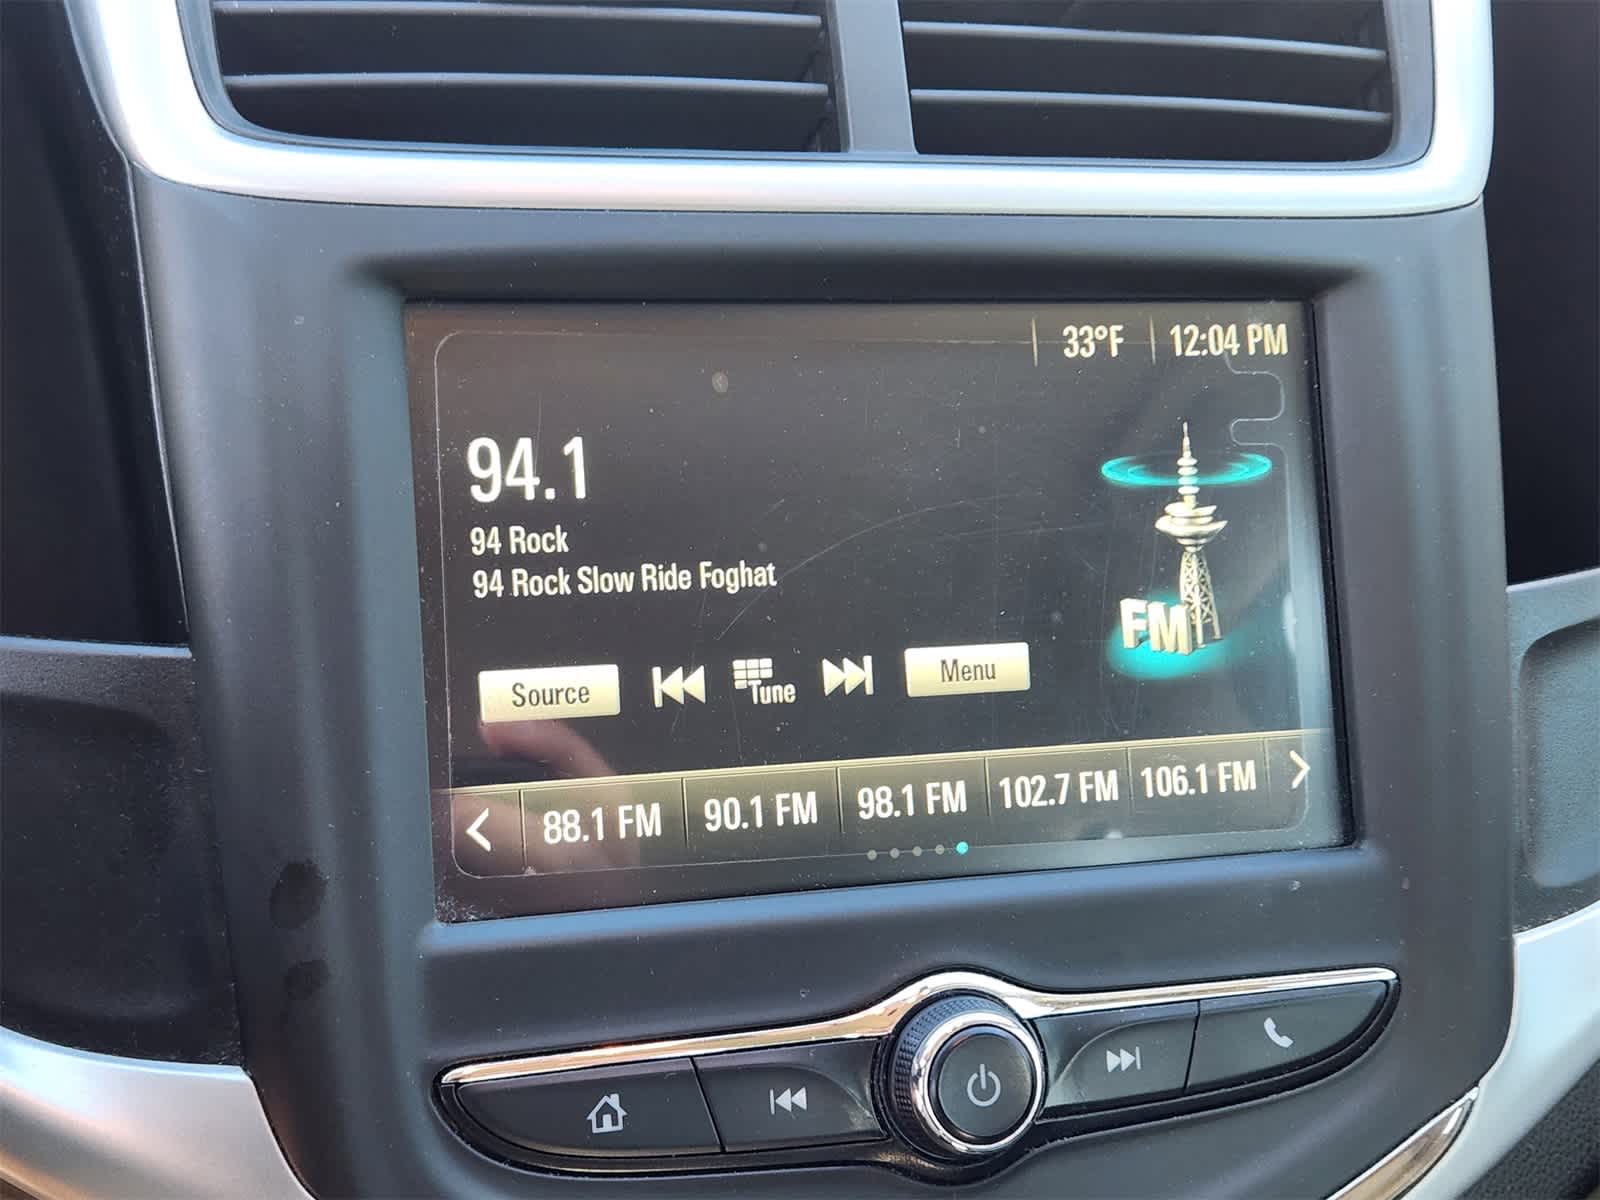 33°F 12:04 PM
94.1
94 Rock
94 Rock Slow Ride Foghat
FM
Source Tune Menu
88.1 FM 90.1 FM 98.1 FM 102.7 FM 106.1 FM